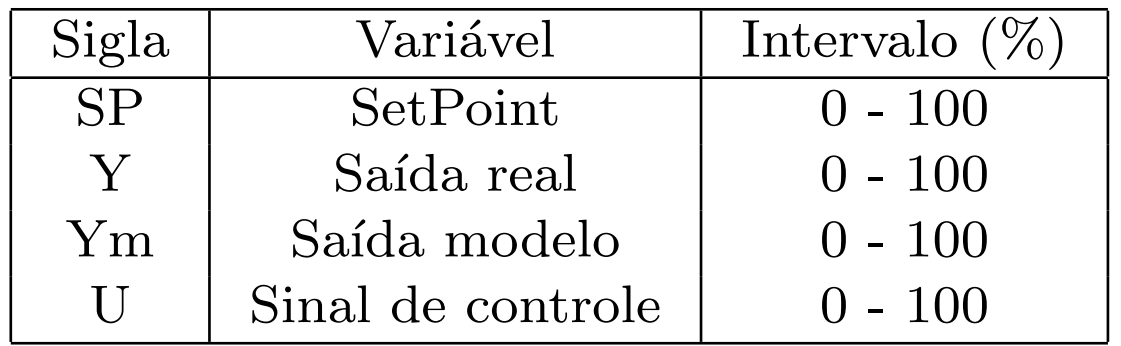 Sigla Variável Intervalo (%)
SP SetPoint 0 - 100
Y Saída real 0 - 100
Ym Saída modelo 0 - 100
U Sinal de controle 0 - 100